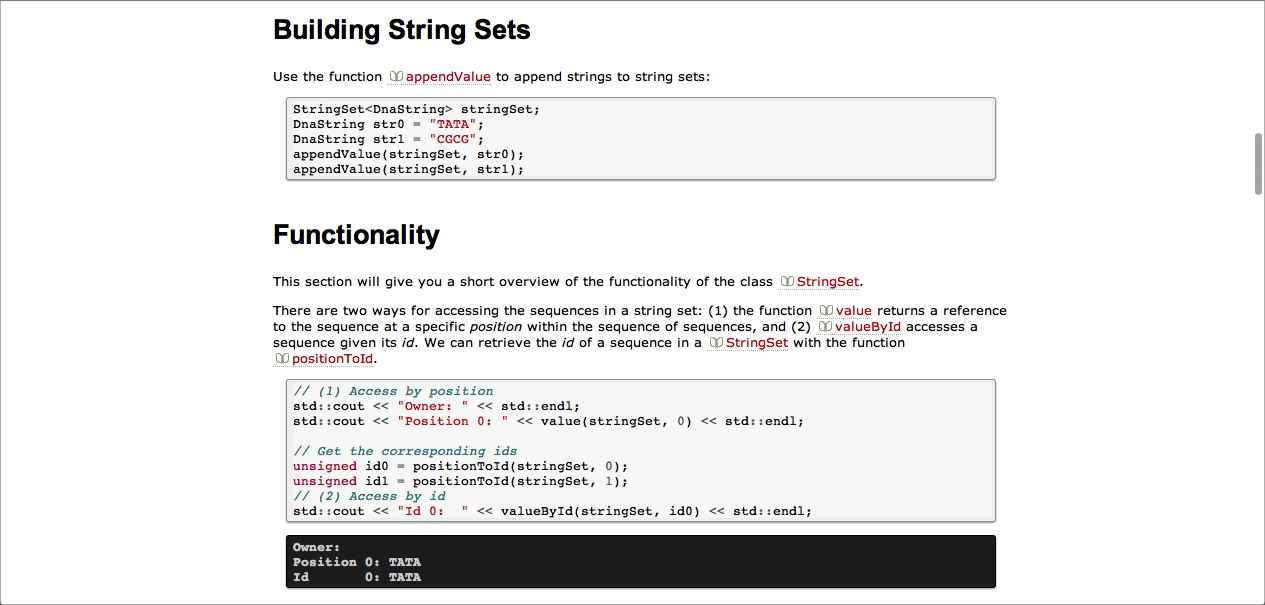 Building String Sets
Use the function appendValue to append strings to string sets:
StringSet<DnaString> stringSet;
DnaString str0 = "TATA";
DnaString str1 = "CGCG";
appendValue(stringSet, str0);
appendValue(stringSet, str1);
Functionality
This section will give you a short overview of the functionality of the class StringSet.
There are two ways for accessing the sequences in a string set: (1) the function value returns a reference
to the sequence at a specific position within the sequence of sequences, and (2) valueById accesses a
sequence given its id. We can retrieve the id of a sequence in a StringSet with the function
positionToId.
// (1) Access by position
std::cout << "Owner: " << std::endl;
std::cout << "Position 0: " << value(stringSet, 0) << std::endl;

// Get the corresponding ids
unsigned id0 = positionToId(stringSet, 0);
unsigned id1 = positionToId(stringSet, 1);
// (2) Access by id
std::cout << "Id 0:  " << valueById(stringSet, id0) << std::endl;
Owner:
Position 0: TATA
Id       0: TATA